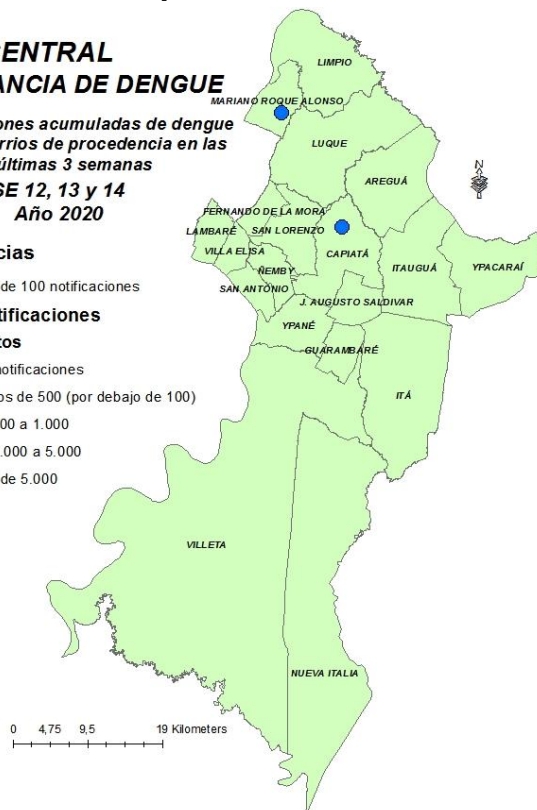 ENTRAL
ANCIA DE DENGUE
ones acumuladas de dengue
rrios de procedencia en las
últimas 3 semanas
SE 12, 13 y 14
Año 2020
cias
de 100 notificaciones
tificaciones
tos
notificaciones
os de 500 (por debajo de 100)
00 a 1.000
.000 a 5.000
de 5.000
LIMPIO
MARIANO ROQUE ALONSO
LUQUE
AREGUÁ
N
FERNANDO DE LA MORA
LAMBARÉ
SAN LORENZO
VILLA ELISA
CAPIATÁ
ITAUGUÁ
YPACARAÍ
ÑEMBY
SAN ANTONIO
J. AUGUSTO SALDIVAR
YPANÉ
GUARAMBARÉ
ITÁ
VILLETA
NUEVA ITALIA
0 4,75 9,5 19 Kilometers